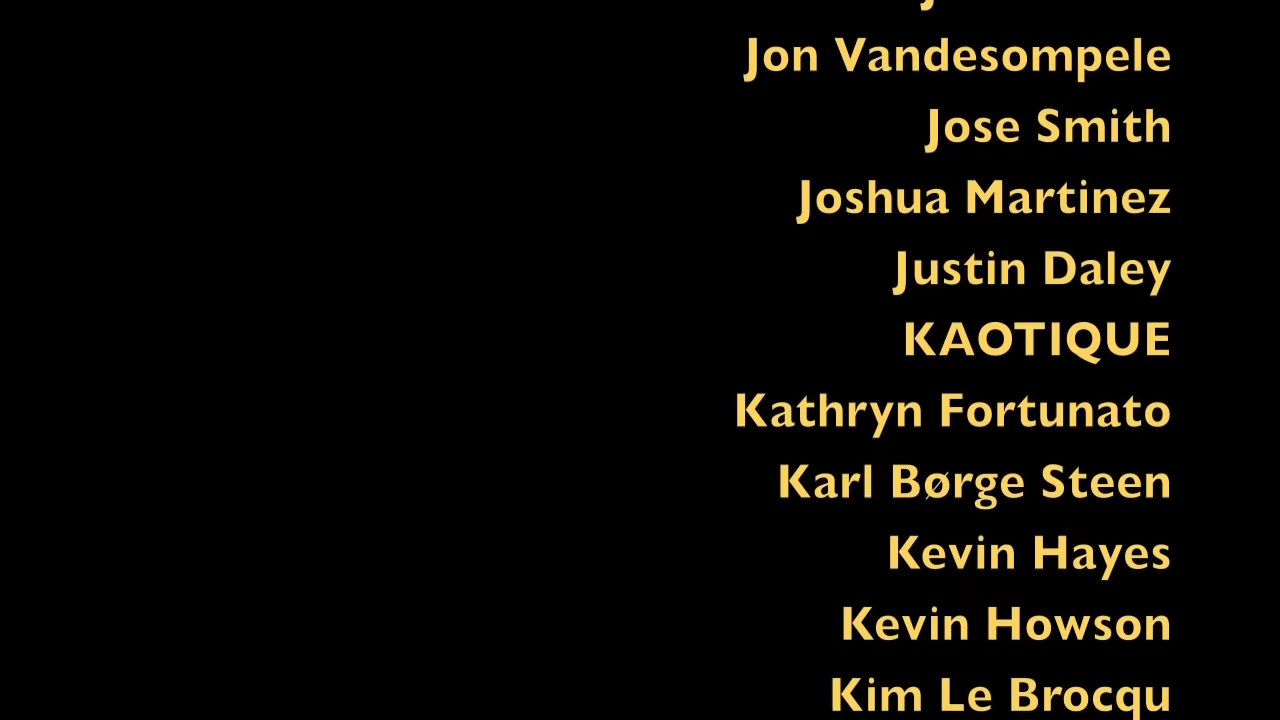 Jon Vandesompele
Jose Smith
Joshua Martinez
Justin Daley
KAOTIQUE
Kathryn Fortunato
Karl Børge Steen
Kevin Hayes
Kevin Howson
Kim Le Brocqu